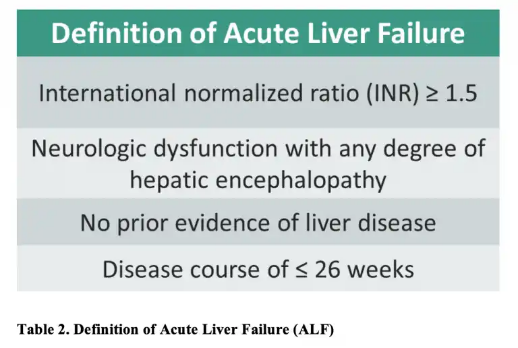 Definition of Acute Liver Failure
International normalized ratio (INR) ≥ 1.5
Neurologic dysfunction with any degree of
hepatic encephalopathy
No prior evidence of liver disease
Disease course of ≤ 26 weeks
Table 2. Definition of Acute Liver Failure (ALF)